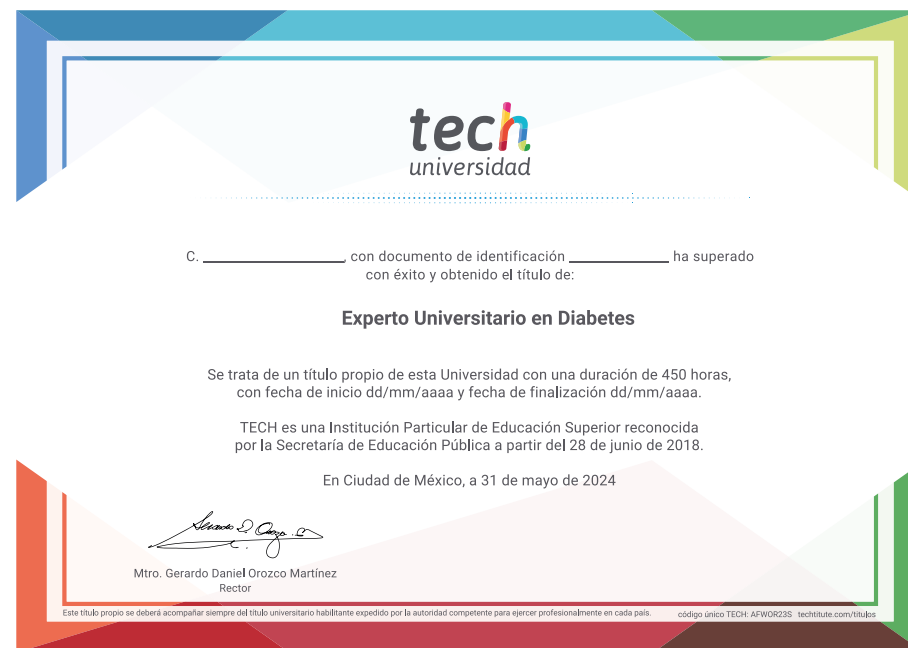 tech
universidad
C. ____________, con documento de identificación _________ ha superado
con éxito y obtenido el título de:
Experto Universitario en Diabetes
Se trata de un título propio de esta Universidad con una duración de 450 horas,
con fecha de inicio dd/mm/aaaa y fecha de finalización dd/mm/aaaa.
TECH es una Institución Particular de Educación Superior reconocida
por la Secretaría de Educación Pública a partir del 28 de junio de 2018.
En Ciudad de México, a 31 de mayo de 2024
Mtro. Gerardo Daniel Orozco Martínez
Rector
Este título propio se deberá acompañar siempre del título universitario habilitante expedido por la autoridad competente para ejercer profesionalmente en cada país. código único TECH: AFWOR23S techtitute.com/titulos